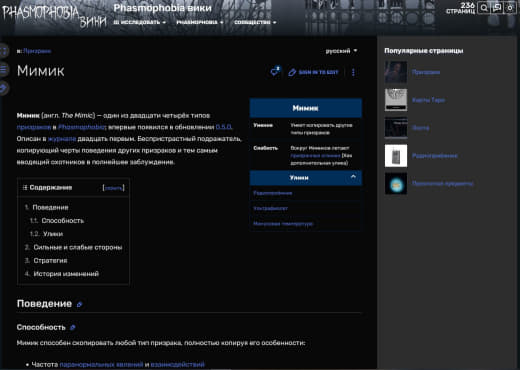 PHASMOPHOBIA
ВИКИ
Phasmophobia вики
ИССЛЕДОВАТЬ
PHASMOPHOBIA
СООБЩЕСТВО
236
СТРАНИЦ
в: Призраки
русский
Мимик
2
SIGN IN TO EDIT
Мимик (англ. The Mimic) — один из двадцати четырёх типов
призраков в Phasmophobia; впервые появился в обновлении 0.5.0.
Описан в журнале двадцать первым. Беспристрастный подражатель,
копирующий черты поведения других призраков и тем самым
вводящий охотников в полнейшее заблуждение.
Мимик
Умение
Умеет копировать другие
типы призраков
Слабость
Вокруг Мимиков летают
призрачные огоньки (Как
дополнительная улика)
Улики
Радиоприёмник
Ультрафиолет
Минусовая температура
Содержание
[скрыть]
1. Поведение
1.1. Способность
1.2. Улики
2. Сильные и слабые стороны
3. Стратегия
4. История изменений
Поведение
Способность
Мимик способен скопировать любой тип призрака, полностью копируя его особенности:
Частота паранормальных явлений и взаимодействий
Популярные страницы
Призраки
Карты Таро
Охота
Радиоприёмник
Проклятые предметы